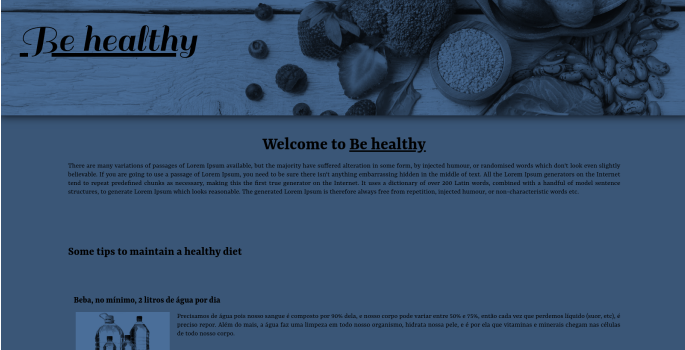 Be healthy
Welcome to Be healthy
There are many variations of passages of Lorem Ipsum available, but the majority have suffered alteration in some form, by injected humour, or randomised words which don't look even slightly
believable. If you are going to use a passage of Lorem Ipsum, you need to be sure there isn't anything embarrassing hidden in the middle of text. All the Lorem Ipsum generators on the Internet
tend to repeat predefined chunks as necessary, making this the first true generator on the Internet. It uses a dictionary of over 200 Latin words, combined with a handful of model sentence
structures, to generate Lorem Ipsum which looks reasonable. The generated Lorem Ipsum is therefore always free from repetition, injected humour, or non-characteristic words etc.
Some tips to maintain a healthy diet
Beba, no mínimo, 2 litros de água por dia
Precisamos de água pois nosso sangue é composto por 90% dela, e nosso corpo pode variar entre 50% e 75%, então cada vez que perdemos líquido (suor, etc), é
preciso repor. Além do mais, a água faz uma limpeza em todo nosso organismo, hidrata nossa pele, e é por ela que vitaminas e minerais chegam nas células
de todo nosso corpo.